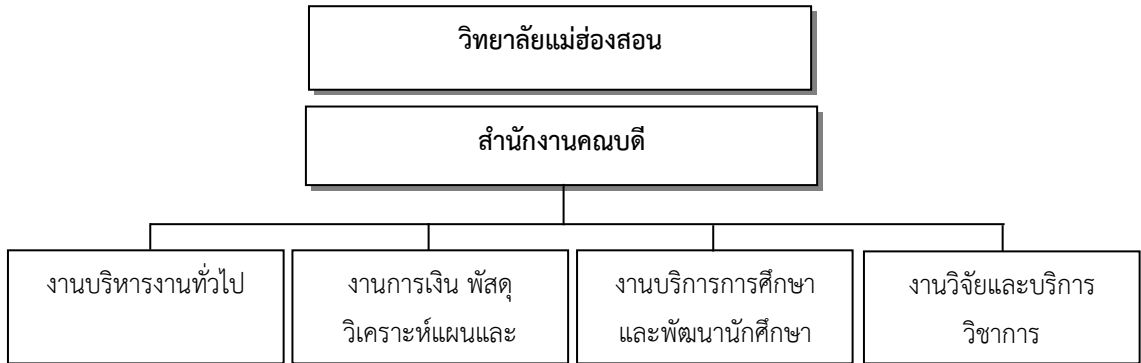 วิทยาลัยแม่ฮ่องสอน
สำนักงานคณบดี
งานบริหารงานทั่วไป
งานการเงิน พัสดุ
วิเคราะห์แผนและ
งานบริการการศึกษา
และพัฒนานักศึกษา
งานวิจัยและบริการ
วิชาการ